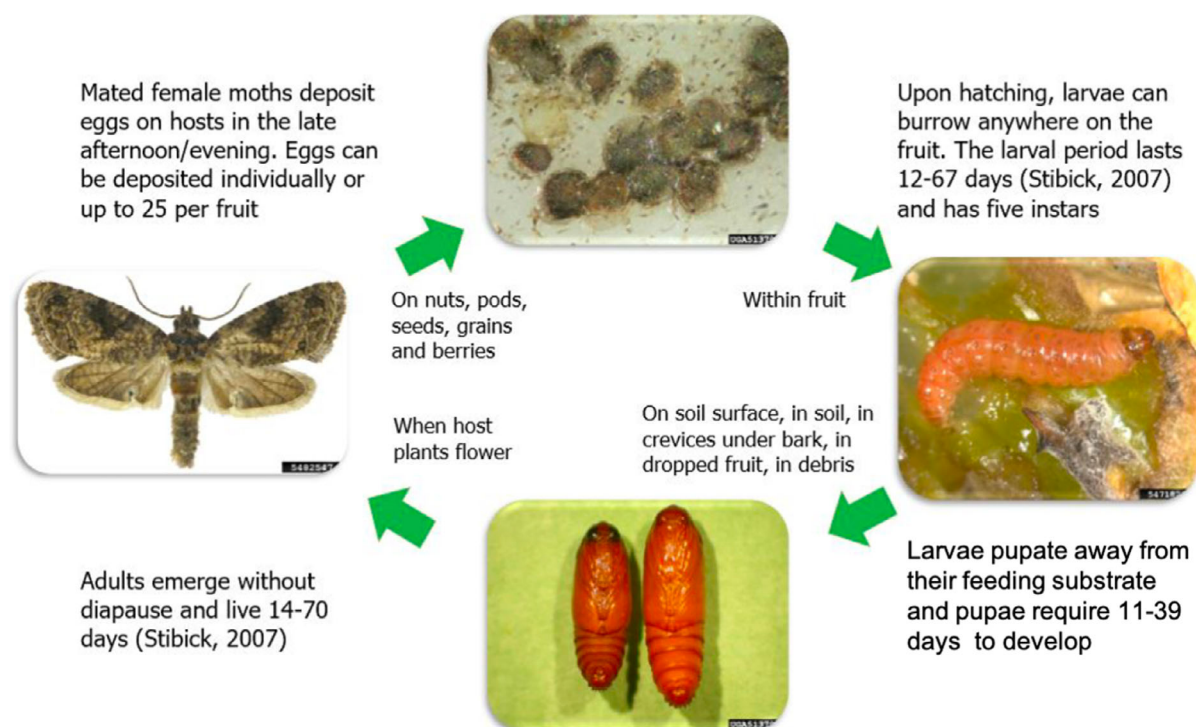 Mated female moths deposit
eggs on hosts in the late
afternoon/evening. Eggs can
be deposited individually or
up to 25 per fruit
Upon hatching, larvae can
burrow anywhere on the
fruit. The larval period lasts
12-67 days (Stibick, 2007)
and has five instars
On nuts, pods,
seeds, grains
and berries
Within fruit
When host
plants flower
On soil surface, in soil, in
crevices under bark, in
dropped fruit, in debris
Adults emerge without
diapause and live 14-70
days (Stibick, 2007)
Larvae pupate away from
their feeding substrate
and pupae require 11-39
days to develop